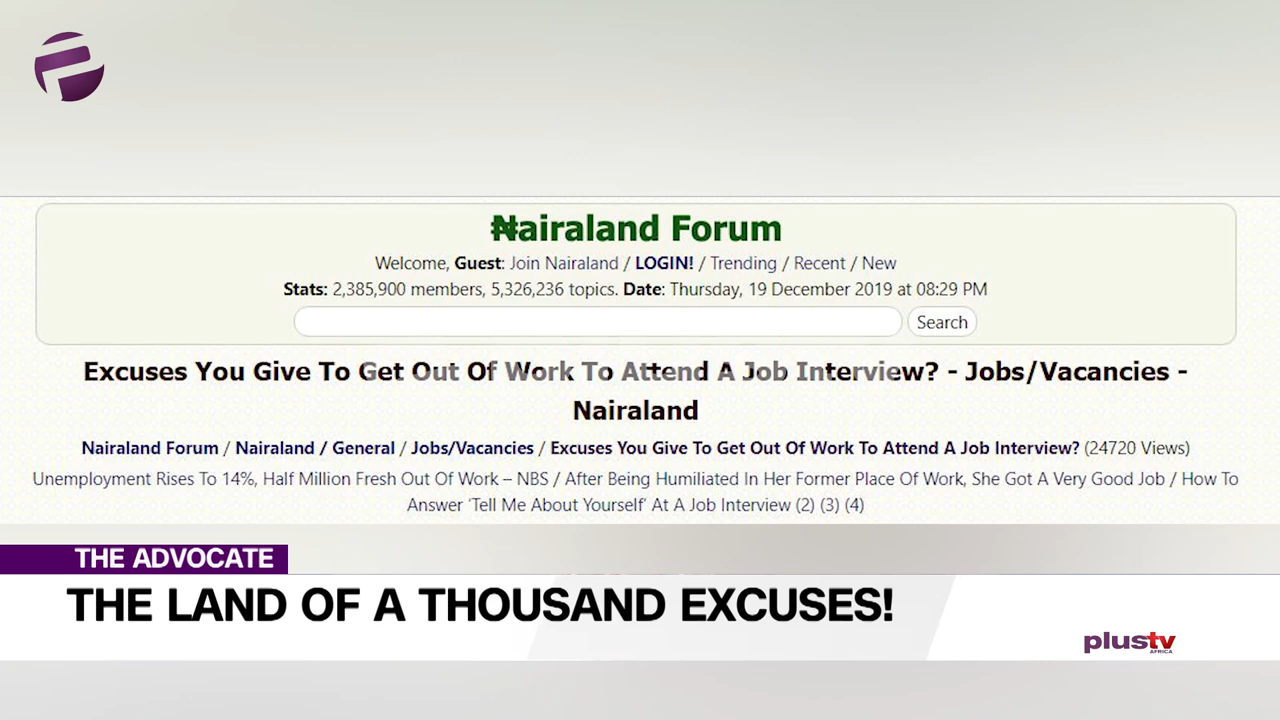 ₦airaland Forum
Welcome, Guest: Join Nairaland / LOGIN! / Trending / Recent / New
Stats: 2,385,900 members, 5,326,236 topics. Date: Thursday, 19 December 2019 at 08:29 PM
Search
Excuses You Give To Get Out Of Work To Attend A Job Interview? - Jobs/Vacancies -
Nairaland
Nairaland Forum / Nairaland / General / Jobs/Vacancies / Excuses You Give To Get Out Of Work To Attend A Job Interview? (24720 Views)
Unemployment Rises To 14%, Half Million Fresh Out Of Work – NBS / After Being Humiliated In Her Former Place Of Work, She Got A Very Good Job / How To
Answer ‘Tell Me About Yourself’ At A Job Interview (2) (3) (4)
THE ADVOCATE
THE LAND OF A THOUSAND EXCUSES!
plustv
AFRICA